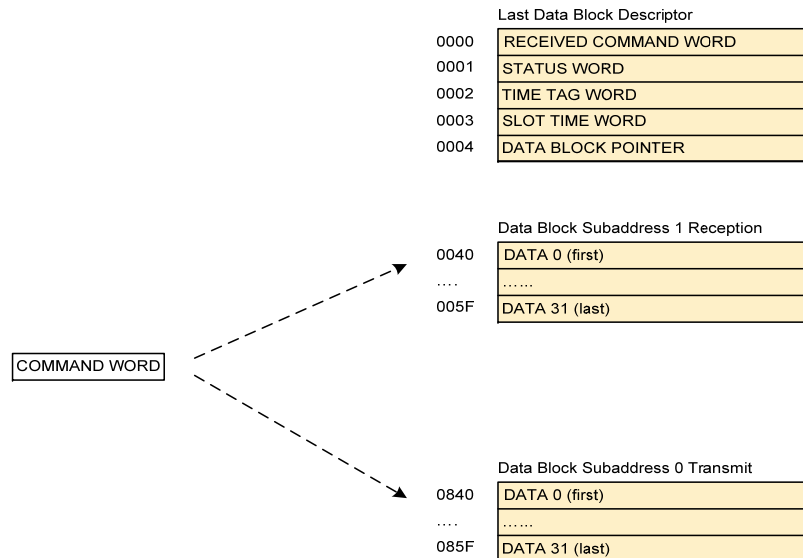 Last Data Block Descriptor
0000 RECEIVED COMMAND WORD
0001 STATUS WORD
0002 TIME TAG WORD
0003 SLOT TIME WORD
0004 DATA BLOCK POINTER
Data Block Subaddress 1 Reception
0040 DATA 0 (first)
.... ......
005F DATA 31 (last)
COMMAND WORD
Data Block Subaddress 0 Transmit
0840 DATA 0 (first)
.... ......
085F DATA 31 (last)